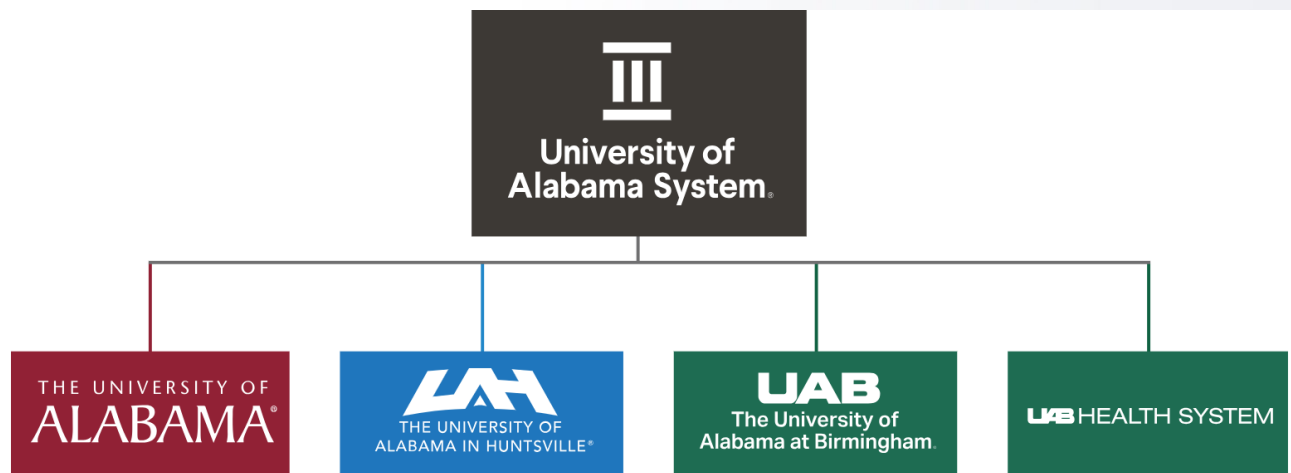 University of
Alabama System®
THE UNIVERSITY OF
ALABAMA®
UAH
THE UNIVERSITY OF
ALABAMA IN HUNTSVILLE®
UAB
The University of
Alabama at Birmingham.
UAB HEALTH SYSTEM